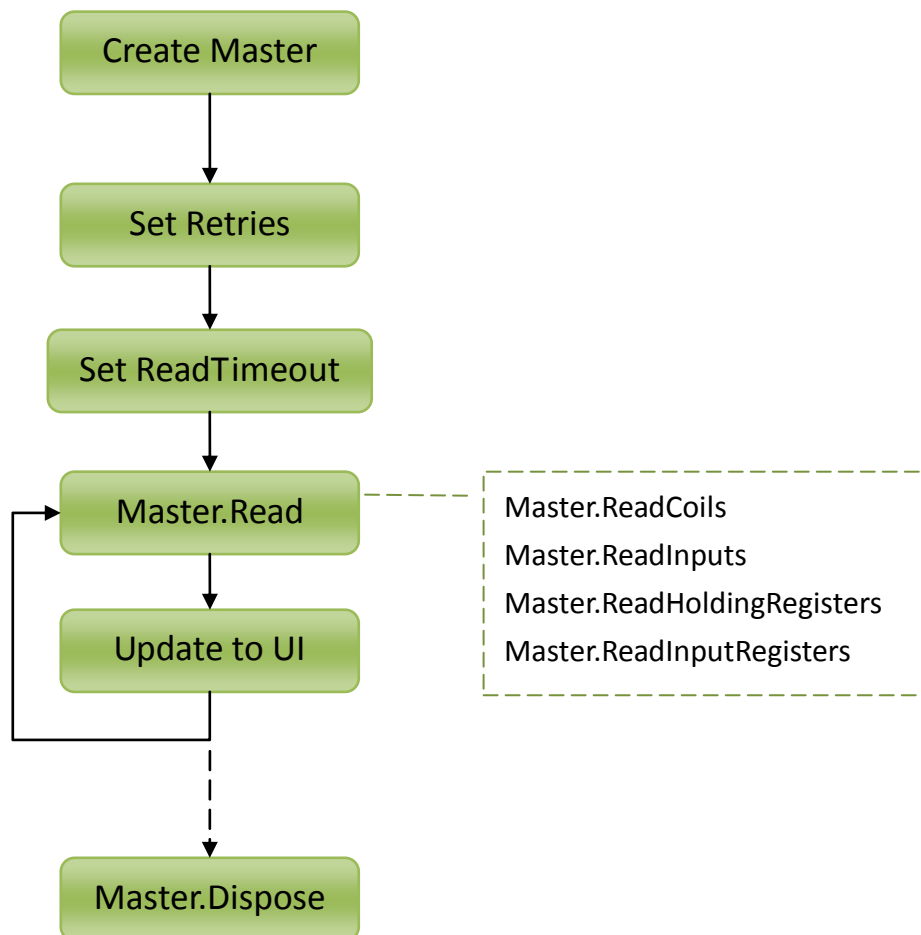 Create Master
Set Retries
Set ReadTimeout
Master.Read
Master.ReadCoils
Master.ReadInputs
Master.ReadHoldingRegisters
Master.ReadInputRegisters
Update to UI
Master.Dispose